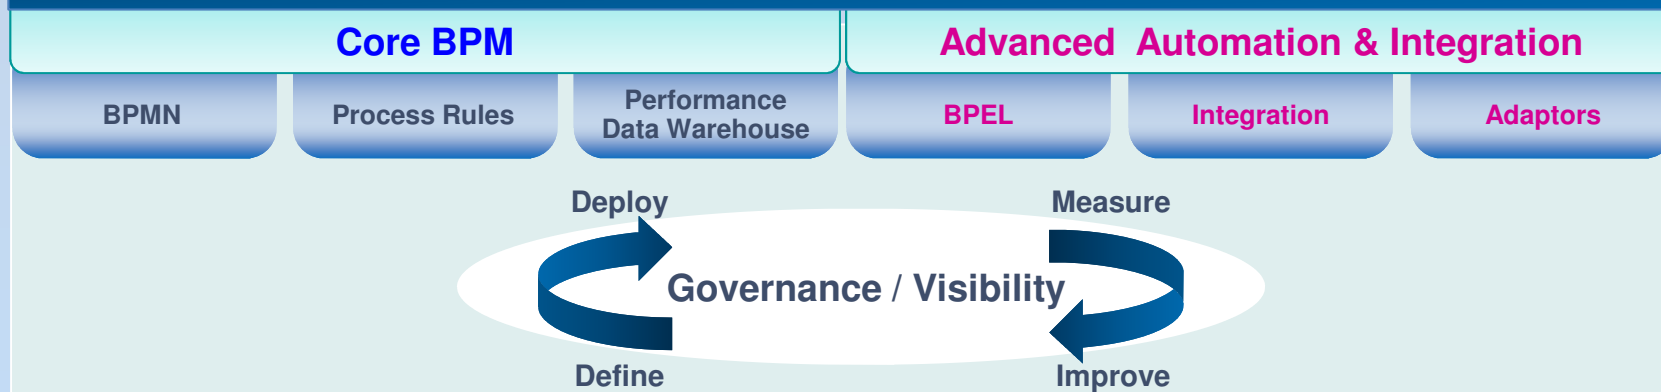 Core BPM
Advanced Automation & Integration
BPMN
Process Rules
Performance
Data Warehouse
BPEL
Integration
Adaptors
Deploy
Measure
Governance / Visibility
Define
Improve